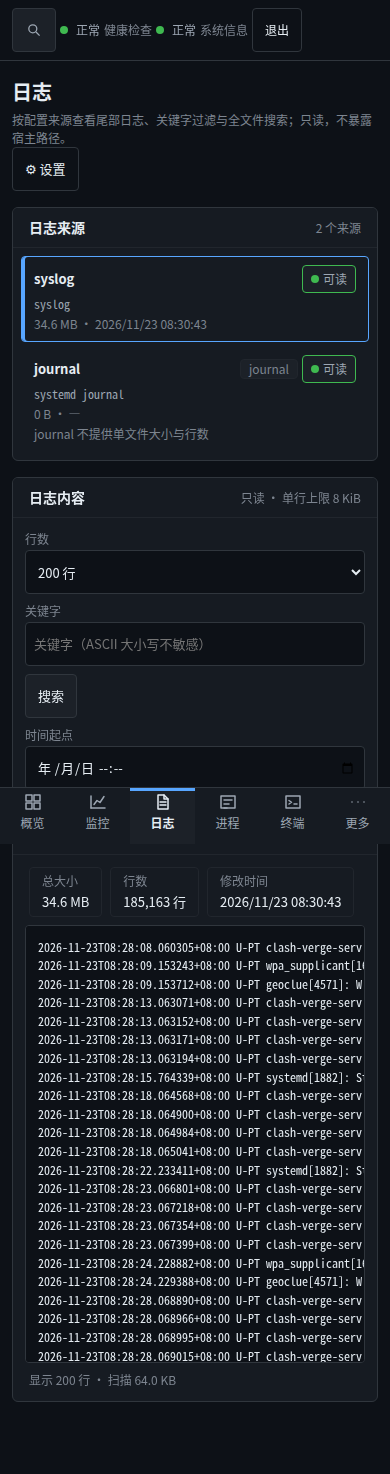 正常 健康检查 正常 系统信息 退出
日志
按配置来源查看尾部日志、关键字过滤与全文件搜索；只读，不暴露
宿主路径。
⚙ 设置
日志来源 2 个来源
syslog 可读
syslog
34.6 MB · 2026/11/23 08:30:43
journal journal 可读
systemd journal
0 B · —
journal 不提供单文件大小与行数
日志内容 只读 · 单行上限 8 KiB
行数
200 行
关键字
关键字（ASCII 大小写不敏感）
搜索
时间起点
年 /月/日 --:--
概览 监控 日志 进程 终端 更多
总大小 行数 修改时间
34.6 MB 185,163 行 2026/11/23 08:30:43
2026-11-23T08:28:08.060305+08:00 U-PT clash-verge-serv
2026-11-23T08:28:09.153243+08:00 U-PT wpa_supplicant[1
2026-11-23T08:28:09.153712+08:00 U-PT geoclue[4571]: W
2026-11-23T08:28:13.063071+08:00 U-PT clash-verge-serv
2026-11-23T08:28:13.063152+08:00 U-PT clash-verge-serv
2026-11-23T08:28:13.063171+08:00 U-PT clash-verge-serv
2026-11-23T08:28:13.063194+08:00 U-PT clash-verge-serv
2026-11-23T08:28:15.764339+08:00 U-PT systemd[1882]: S
2026-11-23T08:28:18.064568+08:00 U-PT clash-verge-serv
2026-11-23T08:28:18.064900+08:00 U-PT clash-verge-serv
2026-11-23T08:28:18.064984+08:00 U-PT clash-verge-serv
2026-11-23T08:28:18.065041+08:00 U-PT clash-verge-serv
2026-11-23T08:28:22.233411+08:00 U-PT systemd[1882]: S
2026-11-23T08:28:23.066801+08:00 U-PT clash-verge-serv
2026-11-23T08:28:23.067218+08:00 U-PT clash-verge-serv
2026-11-23T08:28:23.067354+08:00 U-PT clash-verge-serv
2026-11-23T08:28:23.067399+08:00 U-PT clash-verge-serv
2026-11-23T08:28:24.228882+08:00 U-PT wpa_supplicant[1
2026-11-23T08:28:24.229388+08:00 U-PT geoclue[4571]: W
2026-11-23T08:28:28.068890+08:00 U-PT clash-verge-serv
2026-11-23T08:28:28.068966+08:00 U-PT clash-verge-serv
2026-11-23T08:28:28.068995+08:00 U-PT clash-verge-serv
2026-11-23T08:28:28.069015+08:00 U-PT clash-verge-serv
显示 200 行 · 扫描 64.0 KB